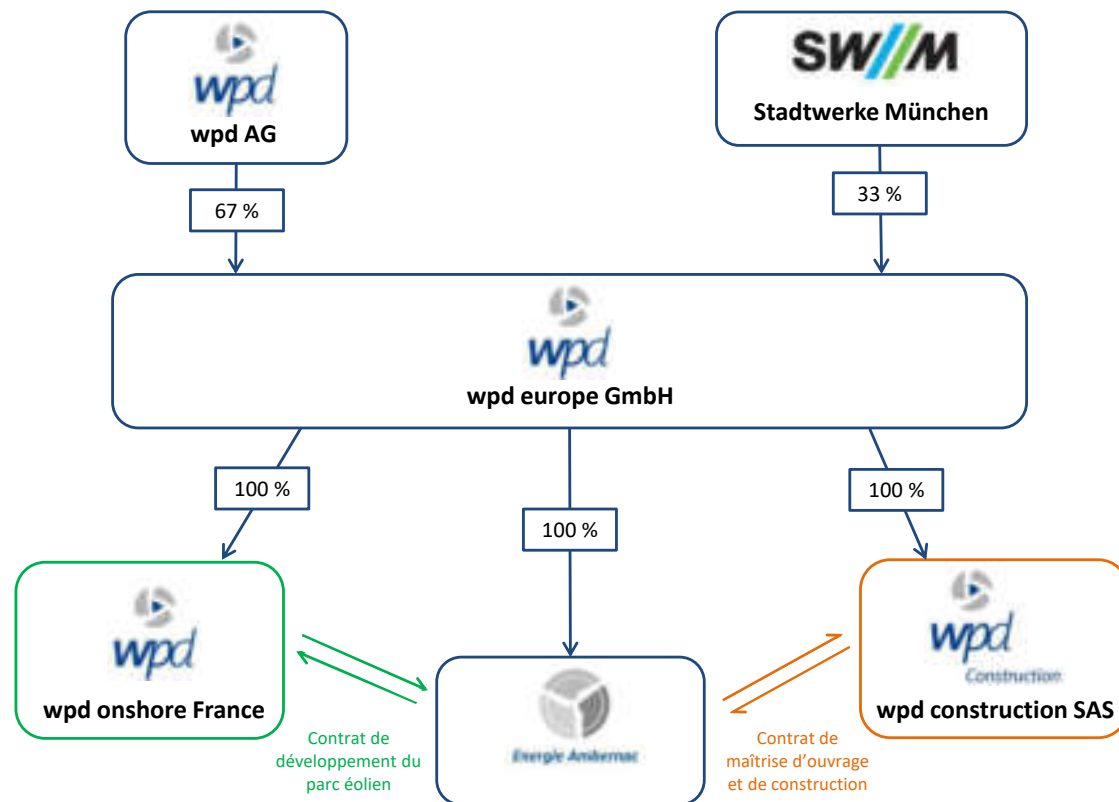 wpd
wpd AG
SW//M
Stadtwerke München
67 %
33 %
wpd
wpd europe GmbH
100 %
100 %
100 %
wpd
wpd onshore France
Contrat de
développement du
parc éolien
Energie Ambernac
Contrat de
maîtrise d’ouvrage
et de construction
wpd
Construction
wpd construction SAS